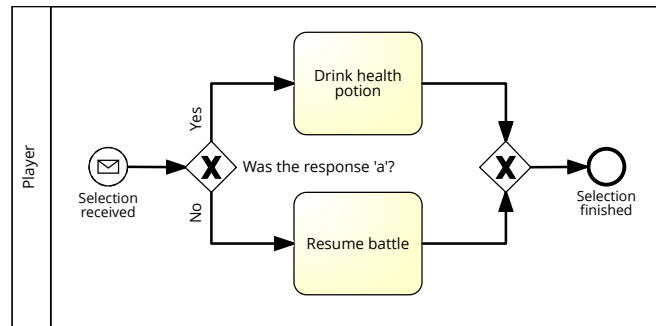 Player
Selection
received
Yes
No
Was the response 'a'?
Drink health
potion
Resume battle
Selection
finished